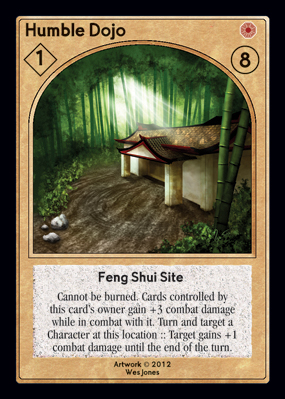 Humble Dojo
1
8
Feng Shui Site
Cannot be burned. Cards controlled by
this card's owner gain +3 combat damage
while in combat with it. Turn and target a
Character at this location :: Target gains +1
combat damage until the end of the turn.
Artwork © 2012
Wes Jones